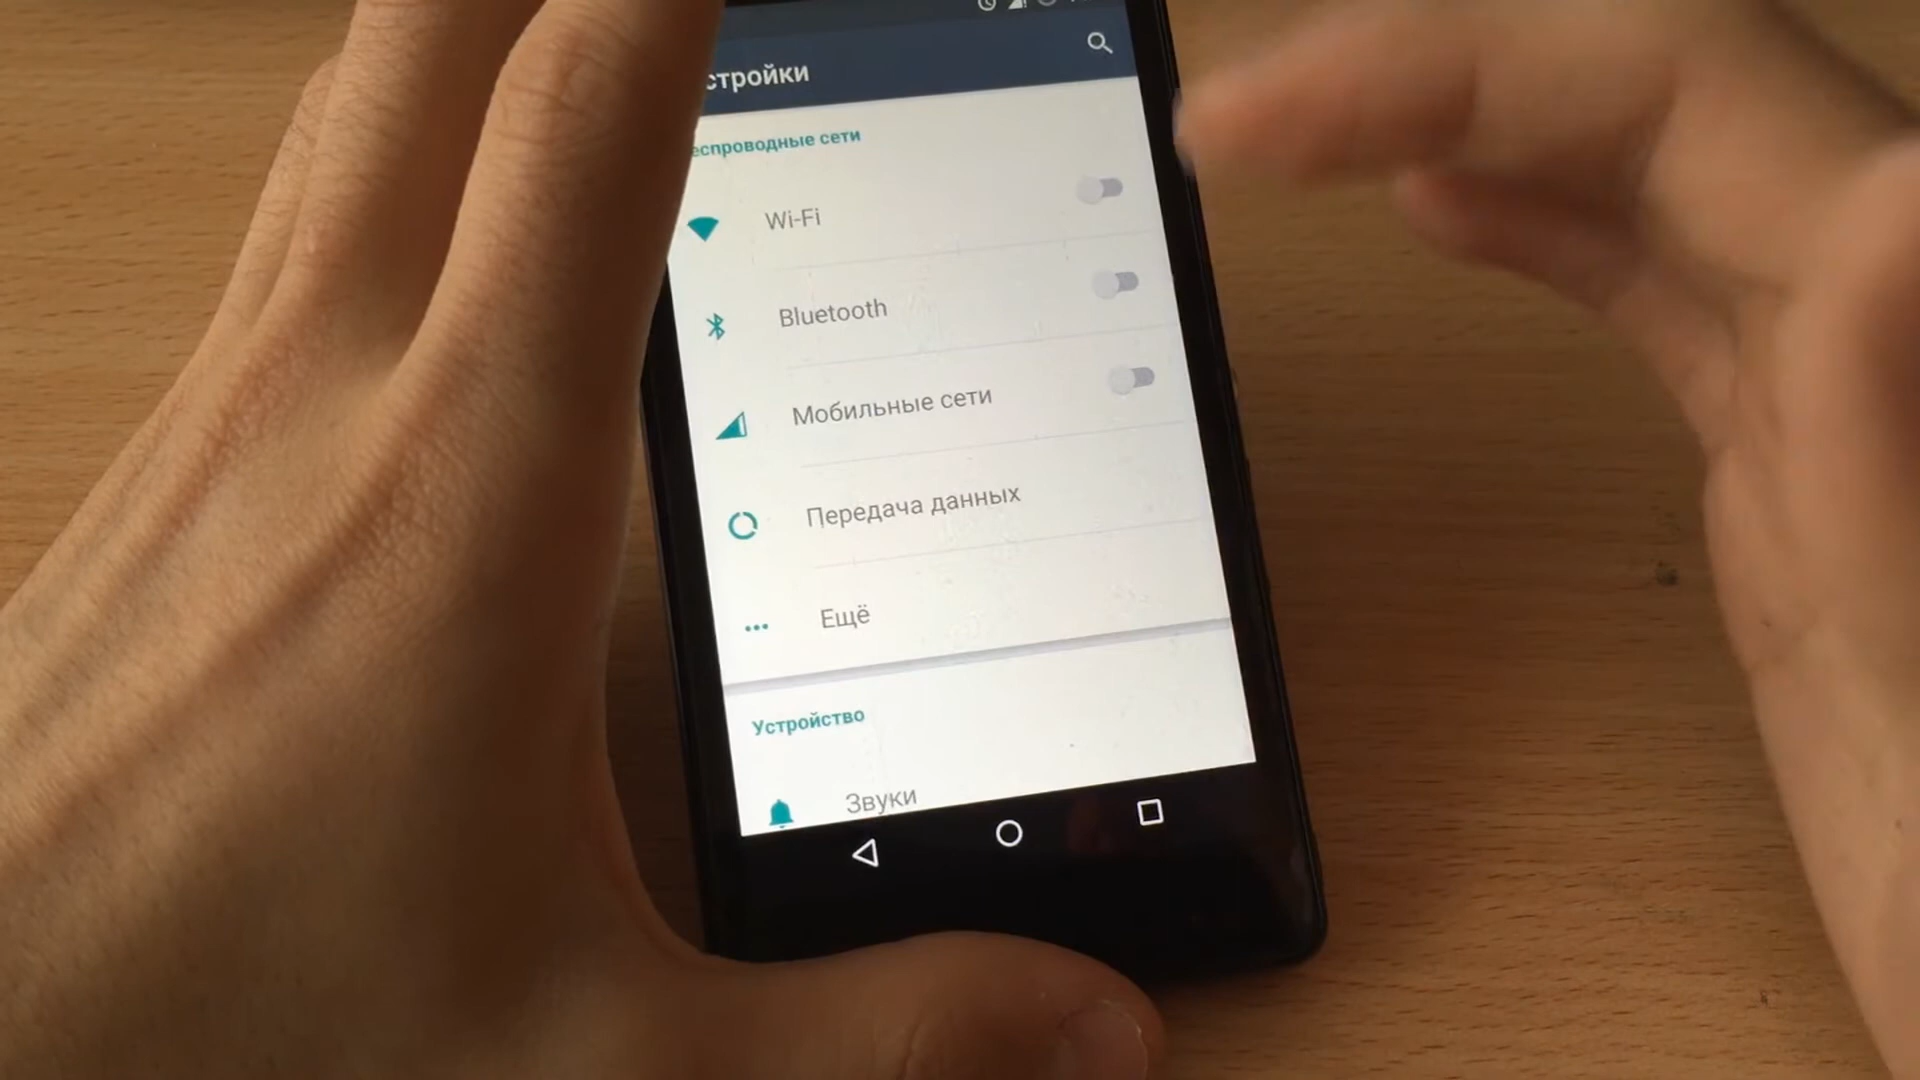 стройки
еспроводные сети
Wi-Fi
Bluetooth
Мобильные сети
Передача данных
Ещё
Устройство
Звуки